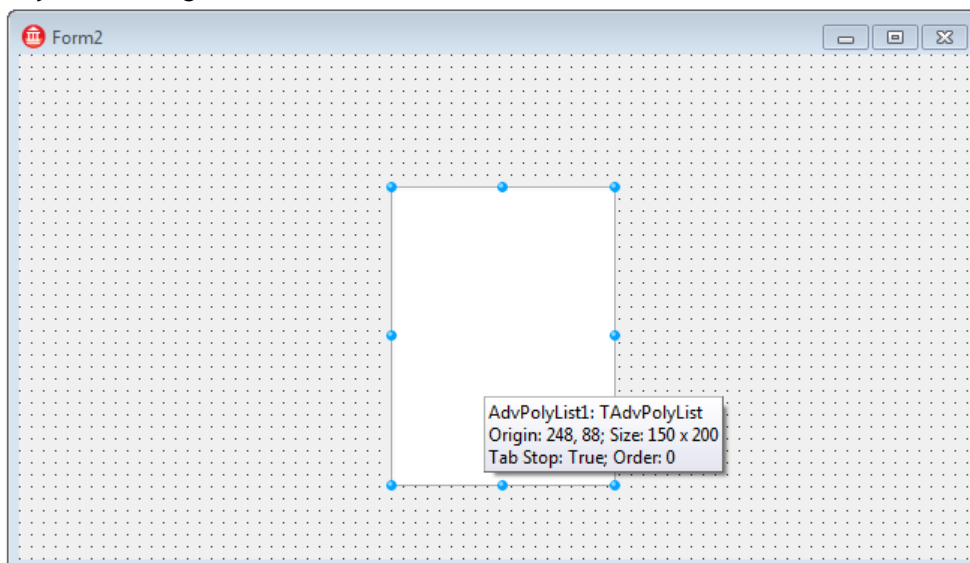 Form2
AdvPolyList1: TAdvPolyList
Origin: 248, 88; Size: 150 x 200
Tab Stop: True; Order: 0